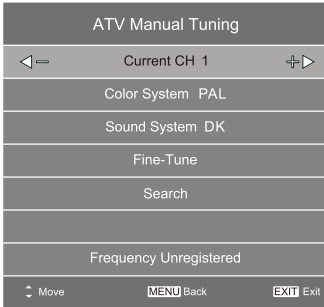 ATV Manual Tuning
Current CH 1
Color System PAL
Sound System DK
Fine-Tune
Search
Frequency Unregistered
Move MENU Back EXIT Exit